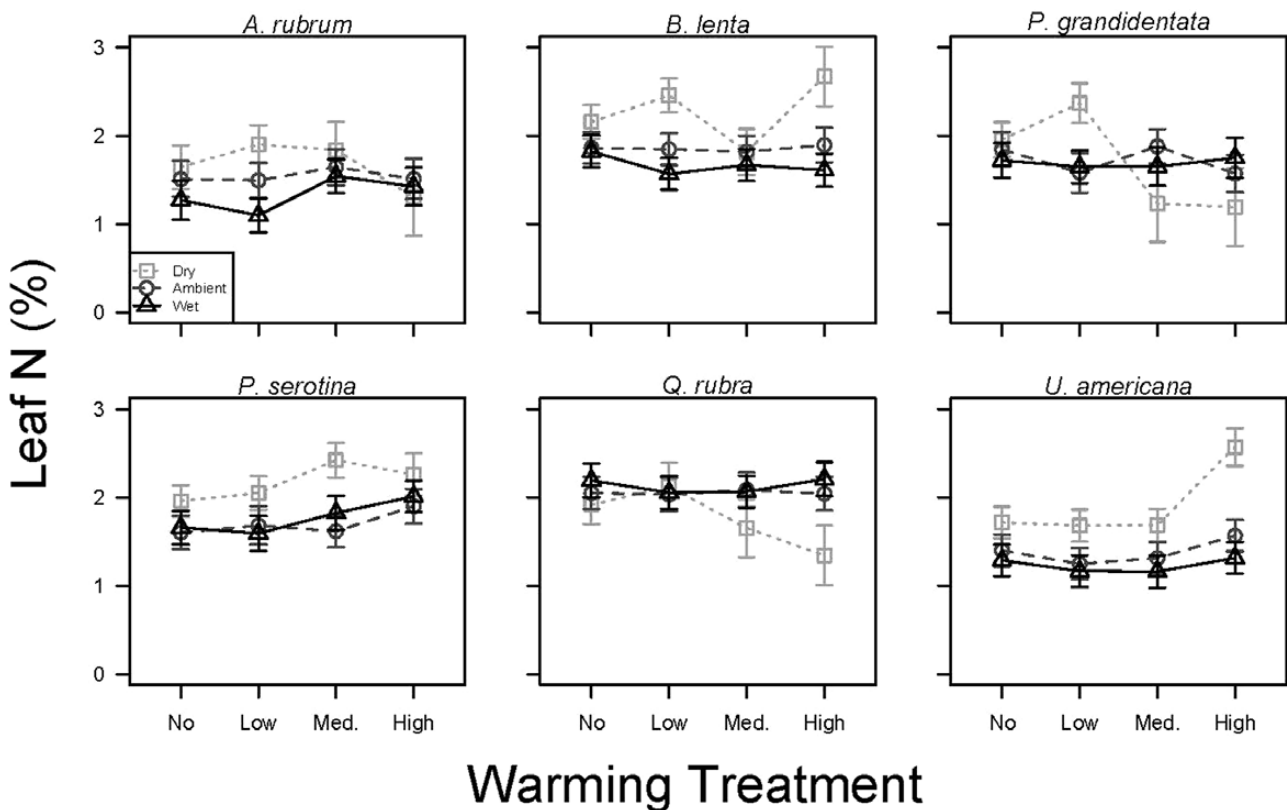 A. rubrum
B. lenta
P. grandidentata
3
2
1
0
Dry
Ambient
Wet
P. serotina
Q. rubra
U. americana
3
2
1
0
No Low Med. High
No Low Med. High
No Low Med. High
Leaf N (%)
Warming Treatment